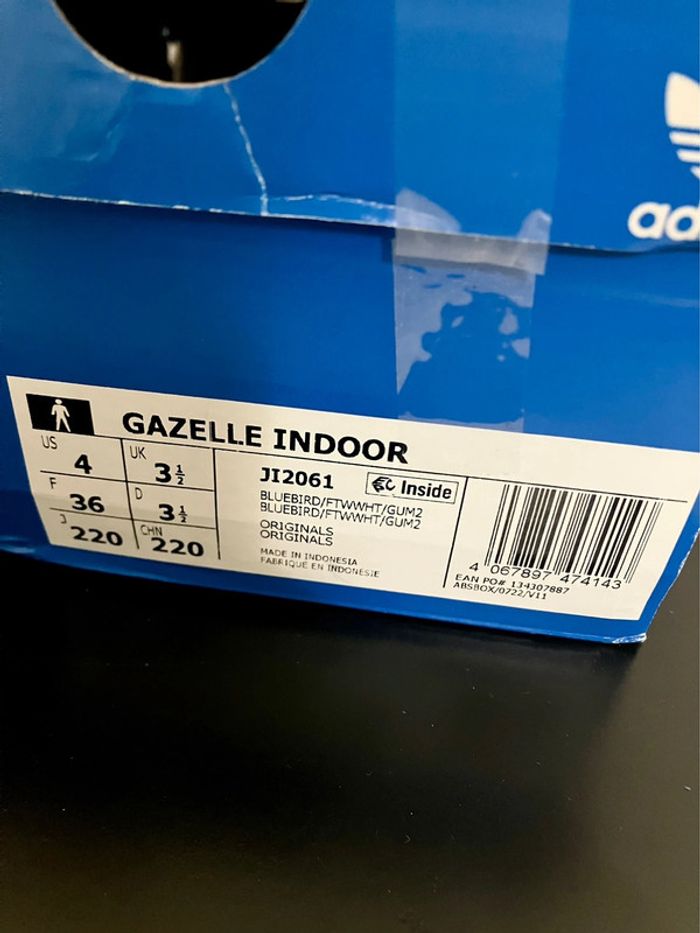 ad
GAZELLE INDOOR
US 4 UK 3½
F 36 D 3½
J 220 CHN 220
JI2061 Inside
BLUEBIRD/FTWWHT/GUM2
BLUEBIRD/FTWWHT/GUM2
ORIGINALS
ORIGINALS
MADE IN INDONESIA
FABRIQUÉ EN INDONESIE
4 067897 474143
EAN PO# 134307887
ABSBOX/0722/V11